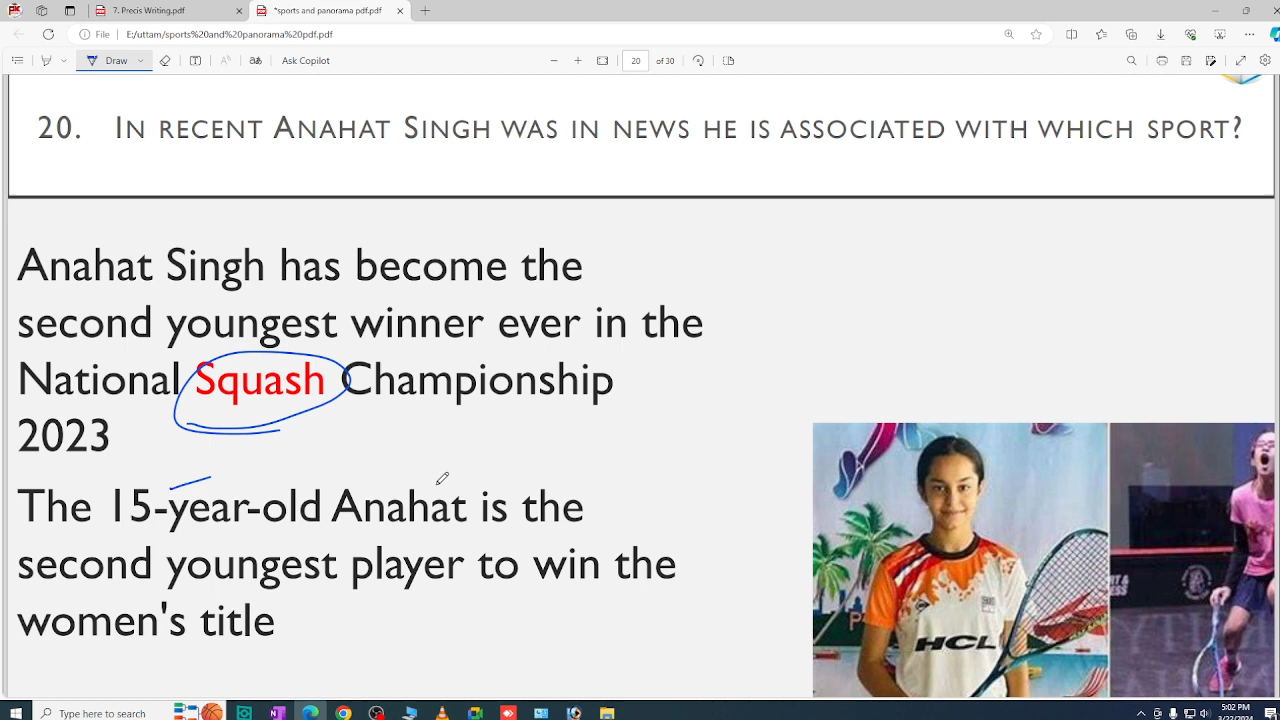 7. Precis Writing.pdf
*sports and panorama pdf.pdf
File
E:/uttam/sports%20and%20panorama%20pdf.pdf
Draw
Ask Copilot
20
of 30
20. IN RECENT ANAHAT SINGH WAS IN NEWS HE IS ASSOCIATED WITH WHICH SPORT?
Anahat Singh has become the
second youngest winner ever in the
National Squash Championship
2023
The 15-year-old Anahat is the
second youngest player to win the
women's title
HCL
Type here to search
5:02 PM
3/22/2024